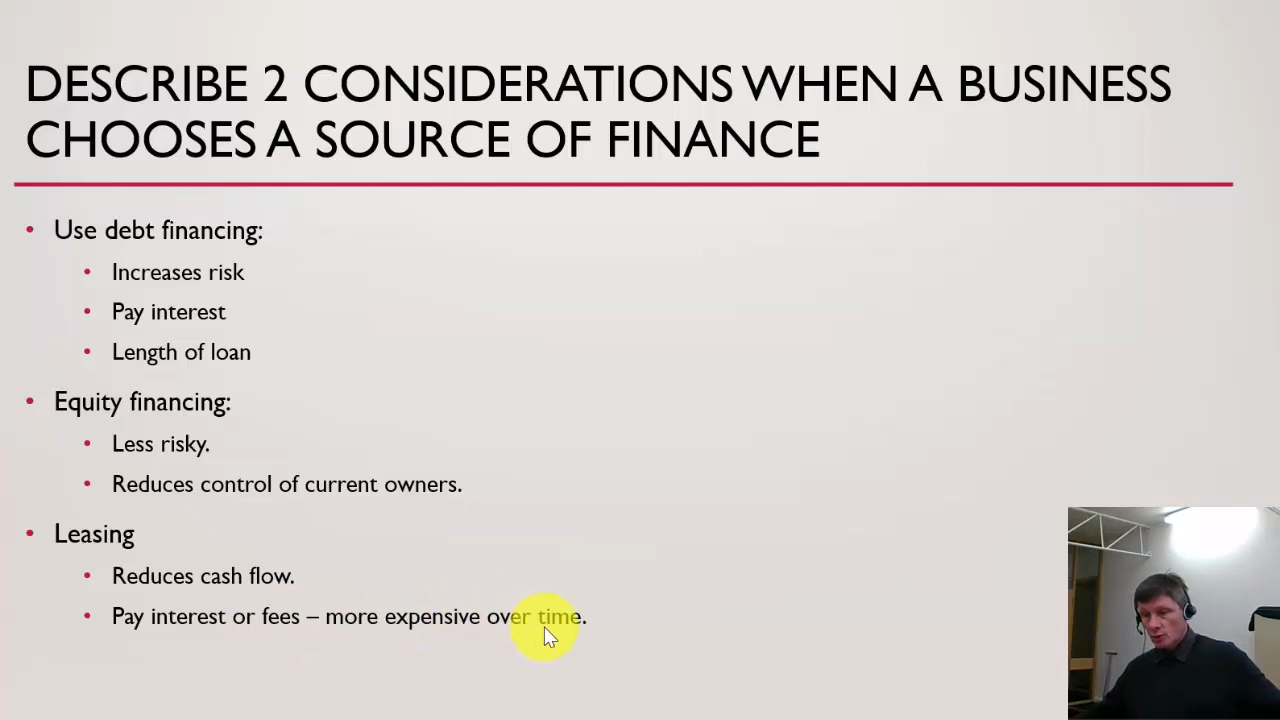 DESCRIBE 2 CONSIDERATIONS WHEN A BUSINESS
CHOOSES A SOURCE OF FINANCE
• Use debt financing:
• Increases risk
• Pay interest
• Length of loan
• Equity financing:
• Less risky.
• Reduces control of current owners.
• Leasing
• Reduces cash flow.
• Pay interest or fees – more expensive over time.